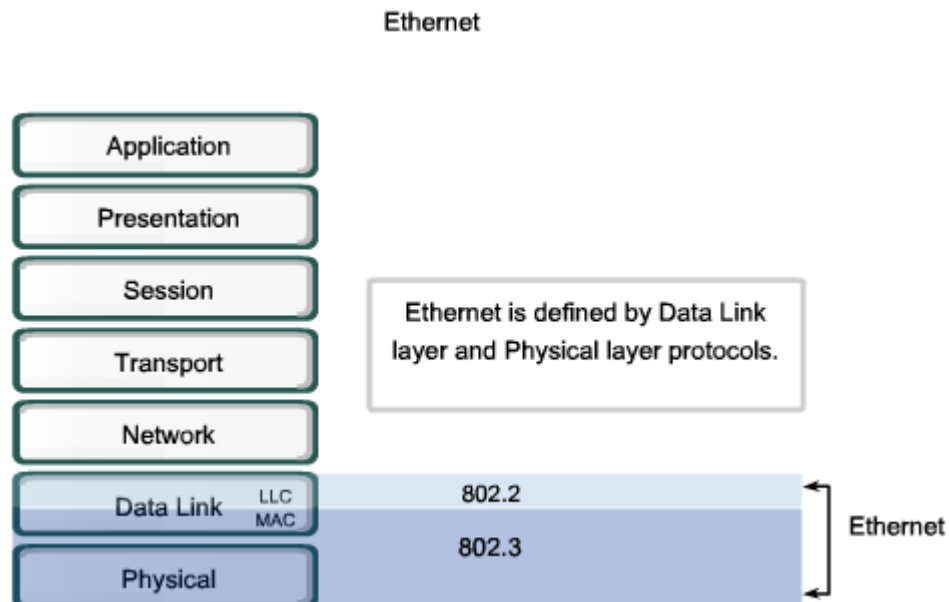 Ethernet
Application
Presentation
Session
Ethernet is defined by Data Link
layer and Physical layer protocols.
Transport
Network
Data Link
LLC
MAC
802.2
802.3
Ethernet
Physical